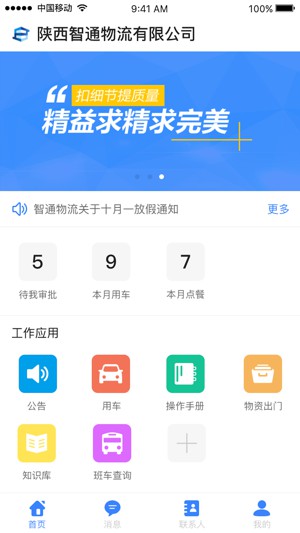 中国移动 9:41 AM 100%
陕西智通物流有限公司
扣细节提质量
精益求精求完美
智通物流关于十月一放假通知 更多
5 9 7
待我审批 本月用车 本月点餐
工作应用
公告 用车 操作手册 物资出门
知识库 班车查询
首页 消息 联系人 我的